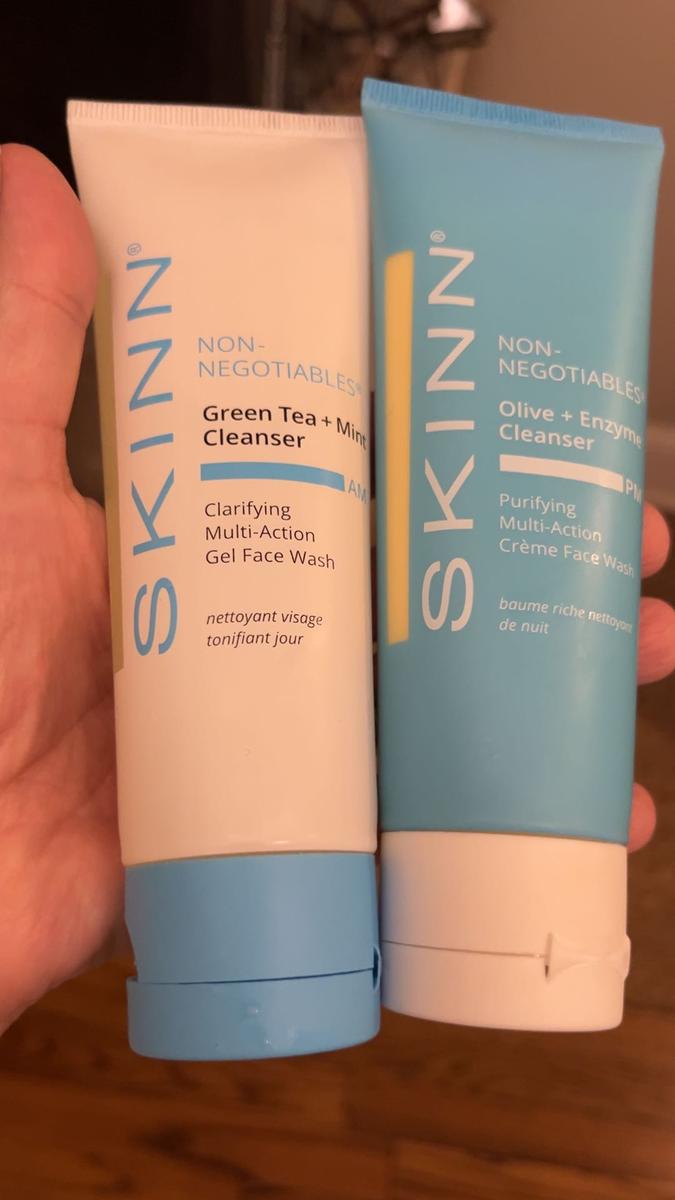 SKINN®
NON-
NEGOTIABLES®
Green Tea + Mint
Cleanser
AM
Clarifying
Multi-Action
Gel Face Wash
nettoyant visage
tonifiant jour
SKINN®
NON-
NEGOTIABLES®
Olive + Enzyme
Cleanser
PM
Purifying
Multi-Action
Crème Face Wash
baume riche nettoyant
de nuit